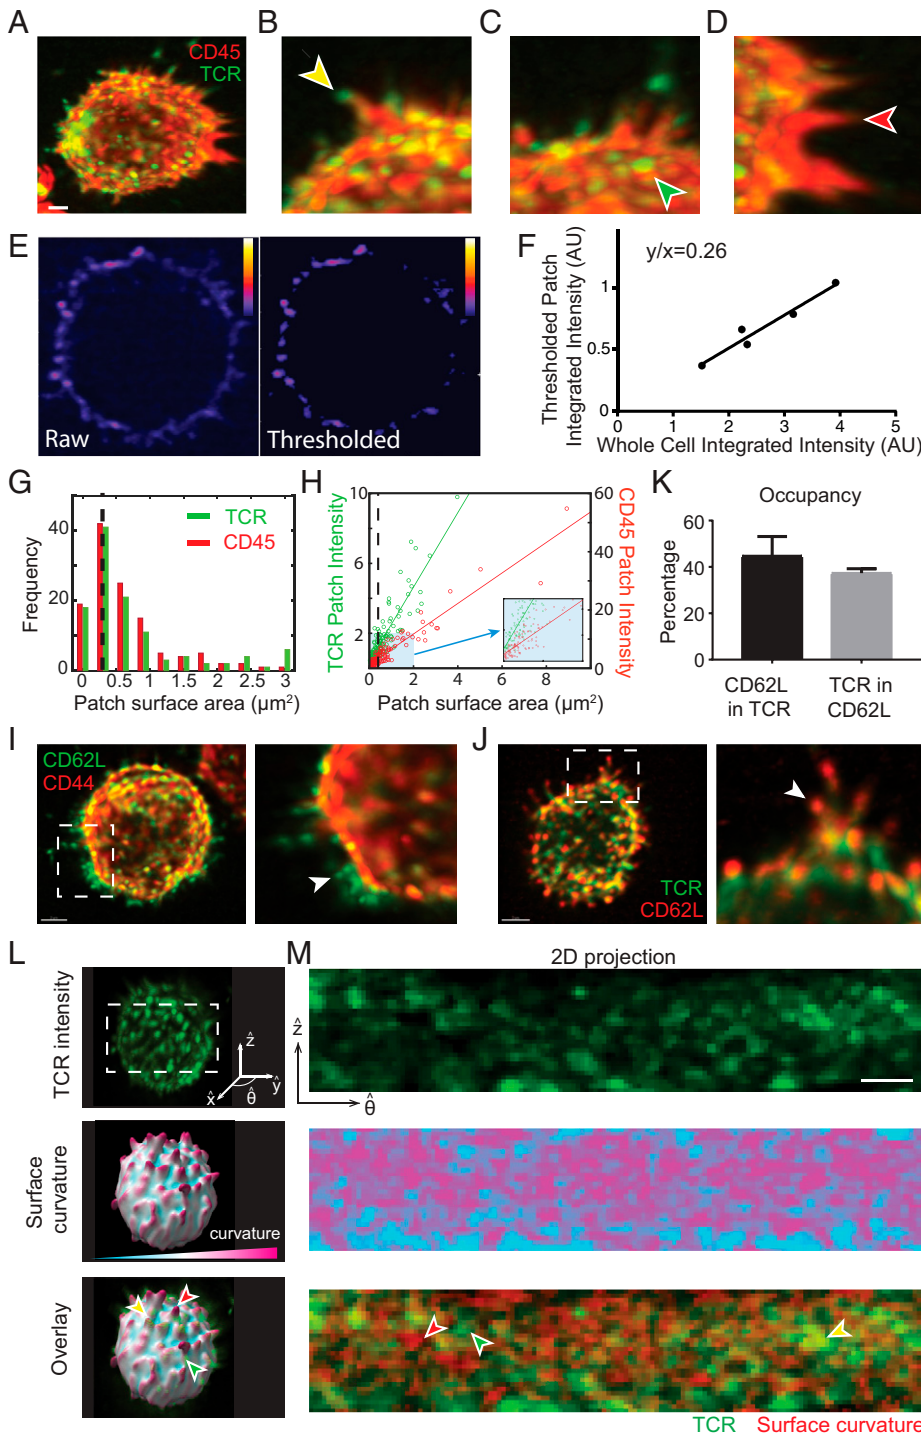 A
CD45
TCR
B
C
D
E
Raw
Thresholded
F
y/x=0.26
Thresholded Patch
Integrated Intensity (AU)
1
0.5
0
0 1 2 3 4 5
Whole Cell Integrated Intensity (AU)
G
Frequency
40
20
0
TCR
CD45
0 0.5 1 1.5 2 2.5 3
Patch surface area (µm²)
H
TCR Patch Intensity
10
8
6
4
2
CD45 Patch Intensity
60
40
20
0
0 2 4 6 8
Patch surface area (µm²)
K
Occupancy
Percentage
60
40
20
0
CD62L
in TCR
TCR in
CD62L
I
CD62L
CD44
J
TCR
CD62L
L
TCR intensity
ẑ
ŷ
x̂
θ̂
Surface
curvature
curvature
Overlay
M
2D projection
ẑ
θ̂
TCR Surface curvature